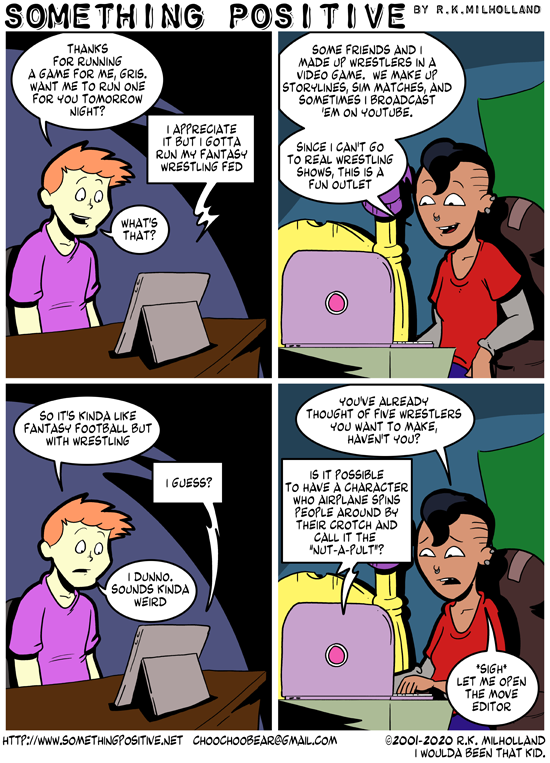 SOMETHING POSITIVE BY R.K.MILHOLLAND
THANKS
FOR RUNNING
A GAME FOR ME, GRIS.
WANT ME TO RUN ONE
FOR YOU TOMORROW
NIGHT?
I APPRECIATE
IT BUT I GOTTA
RUN MY FANTASY
WRESTLING FED
WHAT'S
THAT?
SOME FRIENDS AND I
MADE UP WRESTLERS IN A
VIDEO GAME. WE MAKE UP
STORYLINES, SIM MATCHES, AND
SOMETIMES I BROADCAST
'EM ON YOUTUBE.
SINCE I CAN'T GO
TO REAL WRESTLING
SHOWS, THIS IS A
FUN OUTLET
SO IT'S KINDA LIKE
FANTASY FOOTBALL BUT
WITH WRESTLING
I GUESS?
I DUNNO.
SOUNDS KINDA
WEIRD
YOU'VE ALREADY
THOUGHT OF FIVE WRESTLERS
YOU WANT TO MAKE,
HAVEN'T YOU?
IS IT POSSIBLE
TO HAVE A CHARACTER
WHO AIRPLANE SPINS
PEOPLE AROUND BY
THEIR CROTCH AND
CALL IT THE
"NUT-A-PULT"?
*SIGH*
LET ME OPEN
THE MOVE
EDITOR
HTTP://WWW.SOMETHINGPOSITIVE.NET CHOOCHOOBEAR@GMAIL.COM ©2001-2020 R.K. MILHOLLAND
I WOULDA BEEN THAT KID.